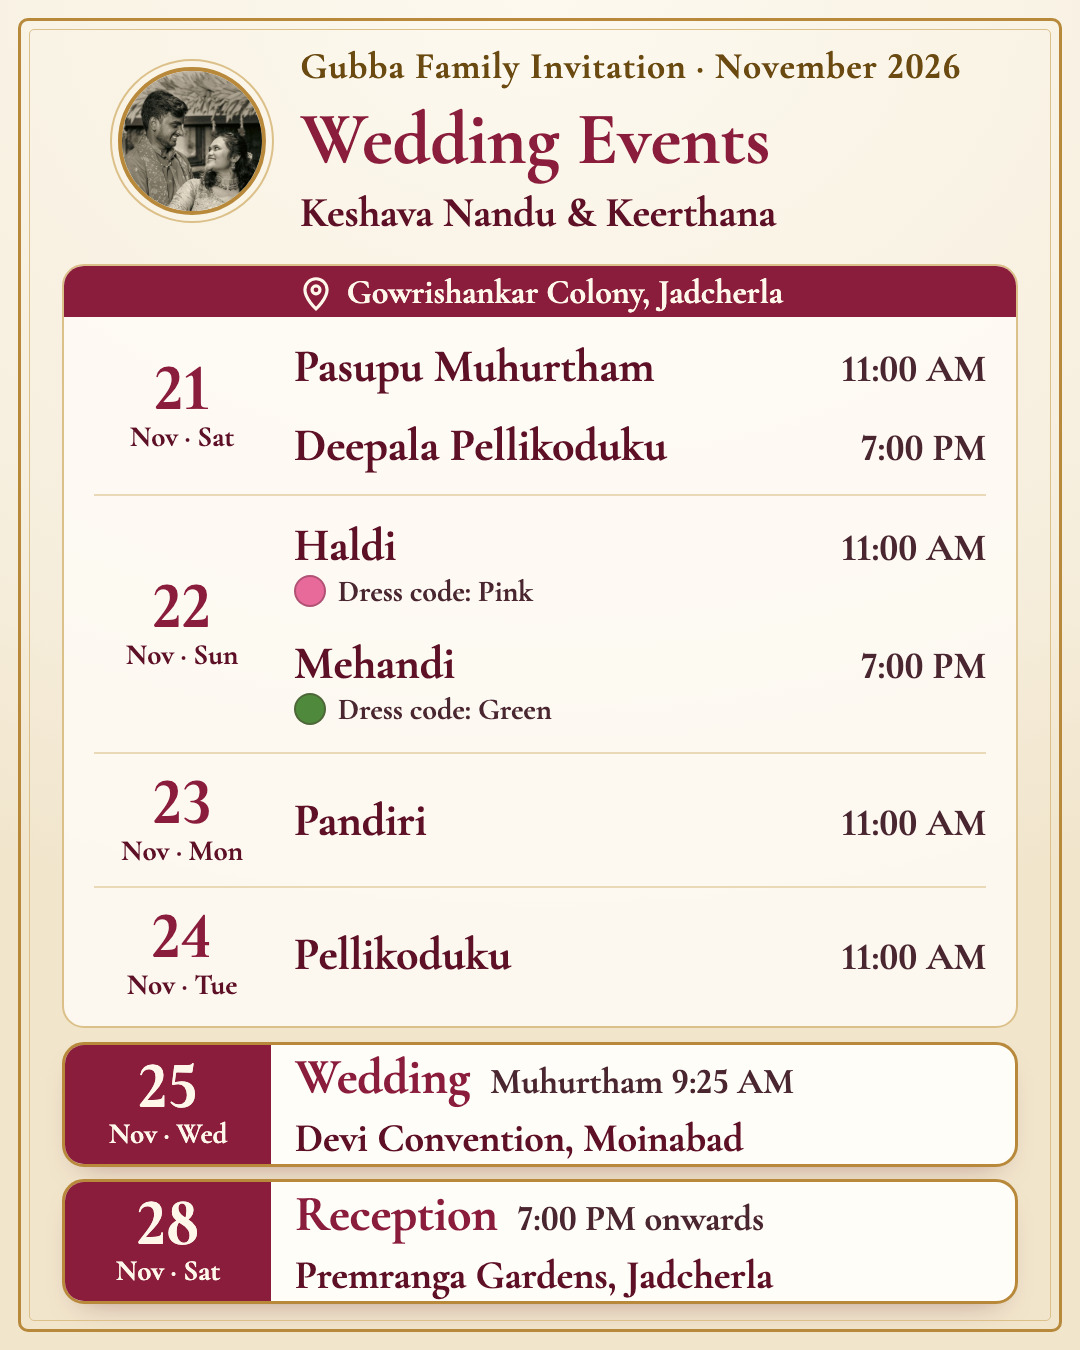 Gubba Family Invitation · November 2026
Wedding Events
Keshava Nandu & Keerthana
Gowrishankar Colony, Jadcherla
21
Nov · Sat
Pasupu Muhurtham 11:00 AM
Deepala Pellikoduku 7:00 PM
22
Nov · Sun
Haldi 11:00 AM
Dress code: Pink
Mehandi 7:00 PM
Dress code: Green
23
Nov · Mon
Pandiri 11:00 AM
24
Nov · Tue
Pellikoduku 11:00 AM
25
Nov · Wed
Wedding Muhurtham 9:25 AM
Devi Convention, Moinabad
28
Nov · Sat
Reception 7:00 PM onwards
Premranga Gardens, Jadcherla